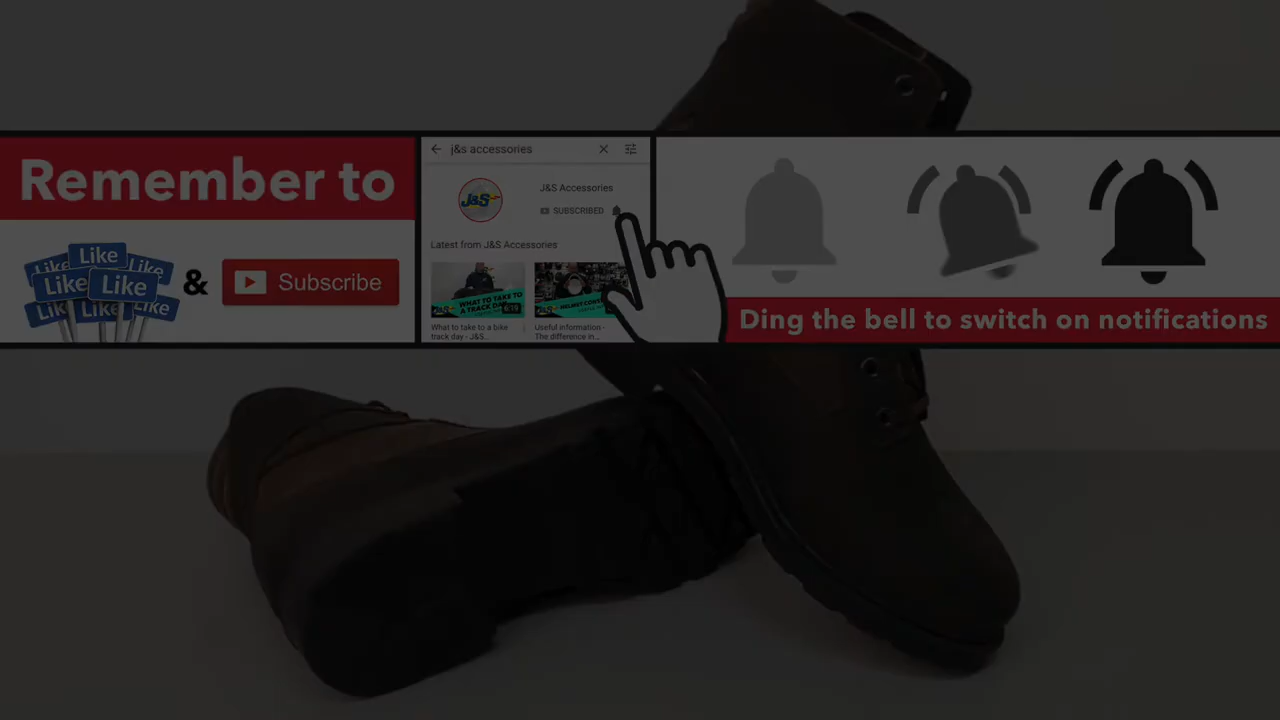 Remember to
Like
Like
Like
Like
Like
Like
Like
Like
& Subscribe
j&s accessories
J&S
J&S Accessories
SUBSCRIBED
Latest from J&S Accessories
WHAT TO TAKE TO
A TRACK DAY
What to take to a bike
track day - J&S...
Useful information -
The difference in...
Ding the bell to switch on notifications